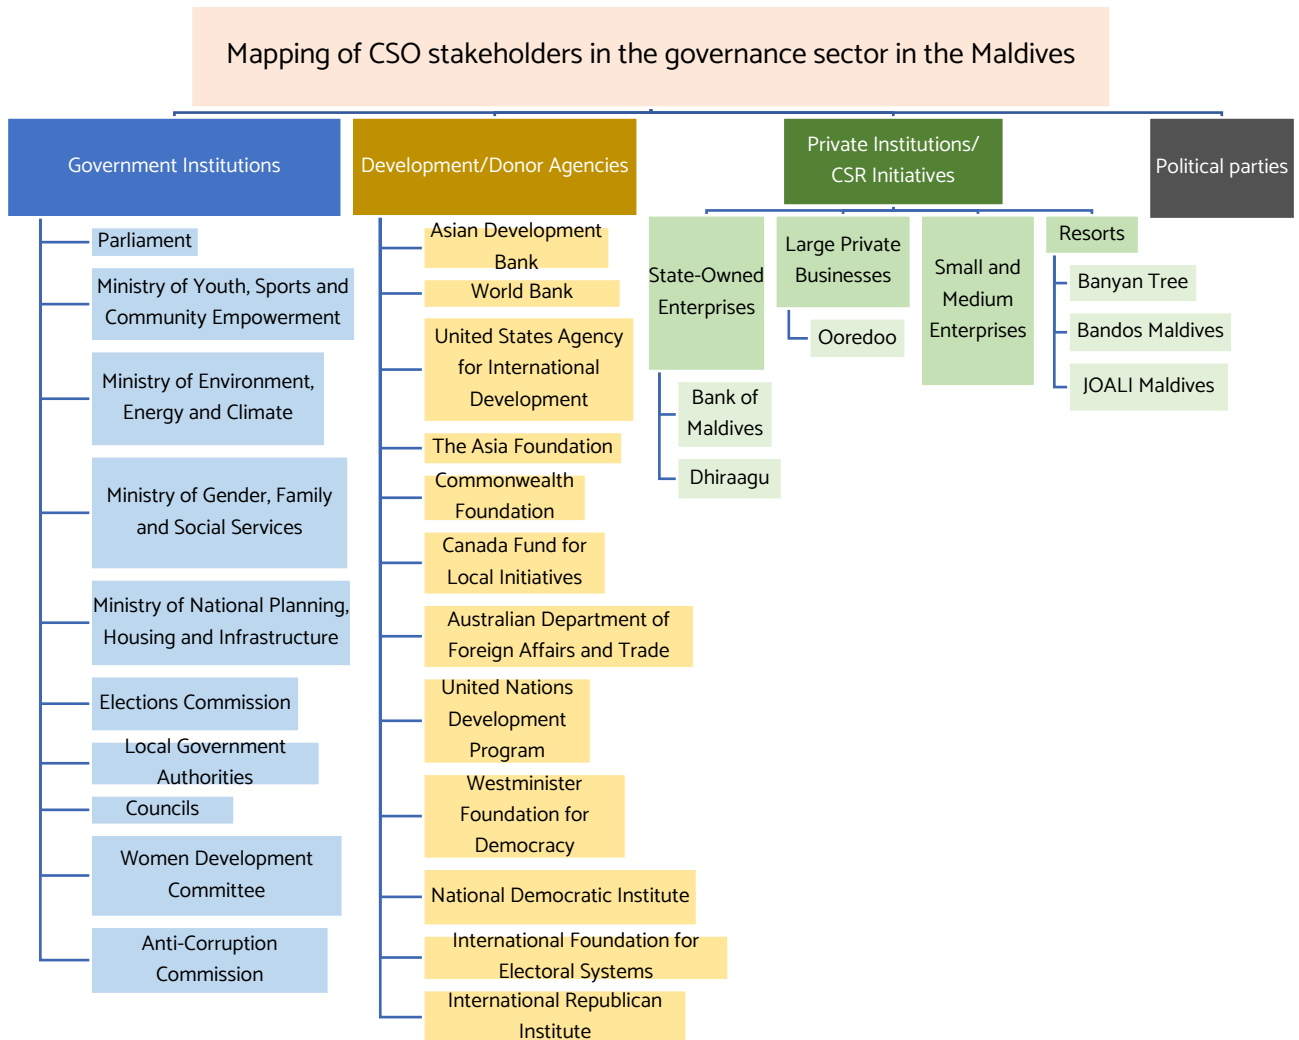 Mapping of CSO stakeholders in the governance sector in the Maldives
Government Institutions
Parliament
Ministry of Youth, Sports and
Community Empowerment
Ministry of Environment,
Energy and Climate
Ministry of Gender, Family
and Social Services
Ministry of National Planning,
Housing and Infrastructure
Elections Commission
Local Government
Authorities
Councils
Women Development
Committee
Anti-Corruption
Commission
Development/Donor Agencies
Asian Development
Bank
World Bank
United States Agency
for International
Development
The Asia Foundation
Commonwealth
Foundation
Canada Fund for
Local Initiatives
Australian Department of
Foreign Affairs and Trade
United Nations
Development
Program
Westminister
Foundation for
Democracy
National Democratic Institute
International Foundation for
Electoral Systems
International Republican
Institute
Private Institutions/
CSR Initiatives
State-Owned
Enterprises
Bank of
Maldives
Dhiraagu
Large Private
Businesses
Ooredoo
Small and
Medium
Enterprises
Resorts
Banyan Tree
Bandos Maldives
JOALI Maldives
Political parties